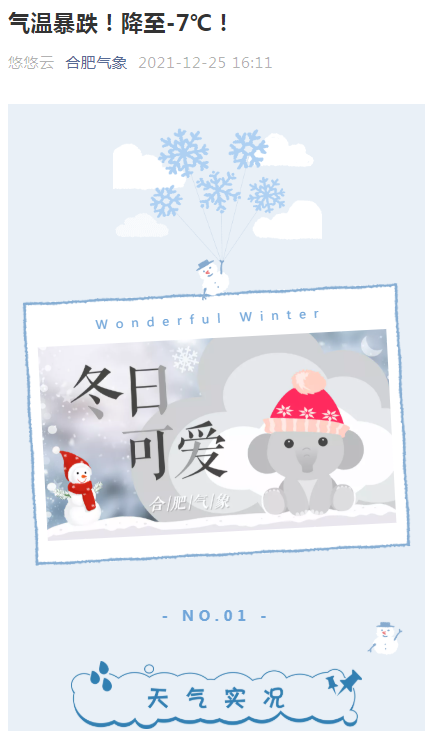 气温暴跌！降至-7℃！
悠悠云 合肥气象 2021-12-25 16:11
Wonderful Winter
冬日
可爱
合|肥|气|象
- NO.01 -
天气实况